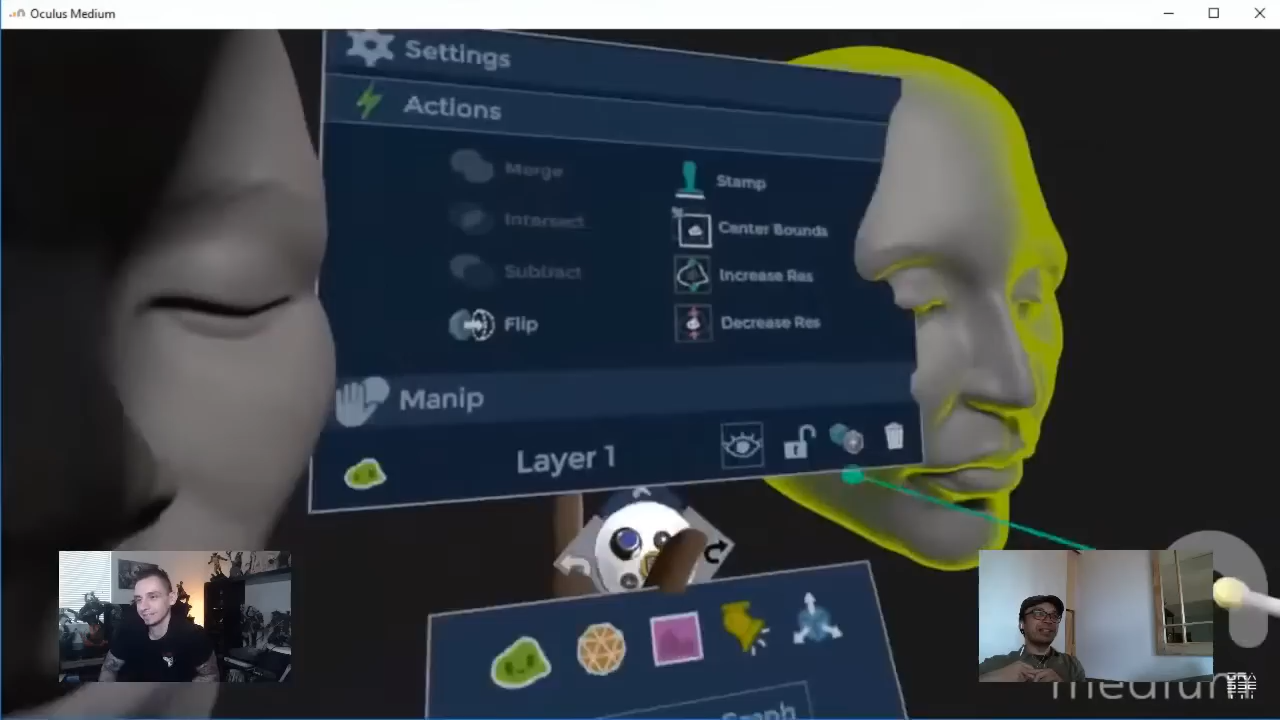 Oculus Medium
Settings
Actions
Merge
Stamp
Intersect
Center Bounds
Subtract
Increase Res
Flip
Decrease Res
Manip
Layer 1
Graph
medium